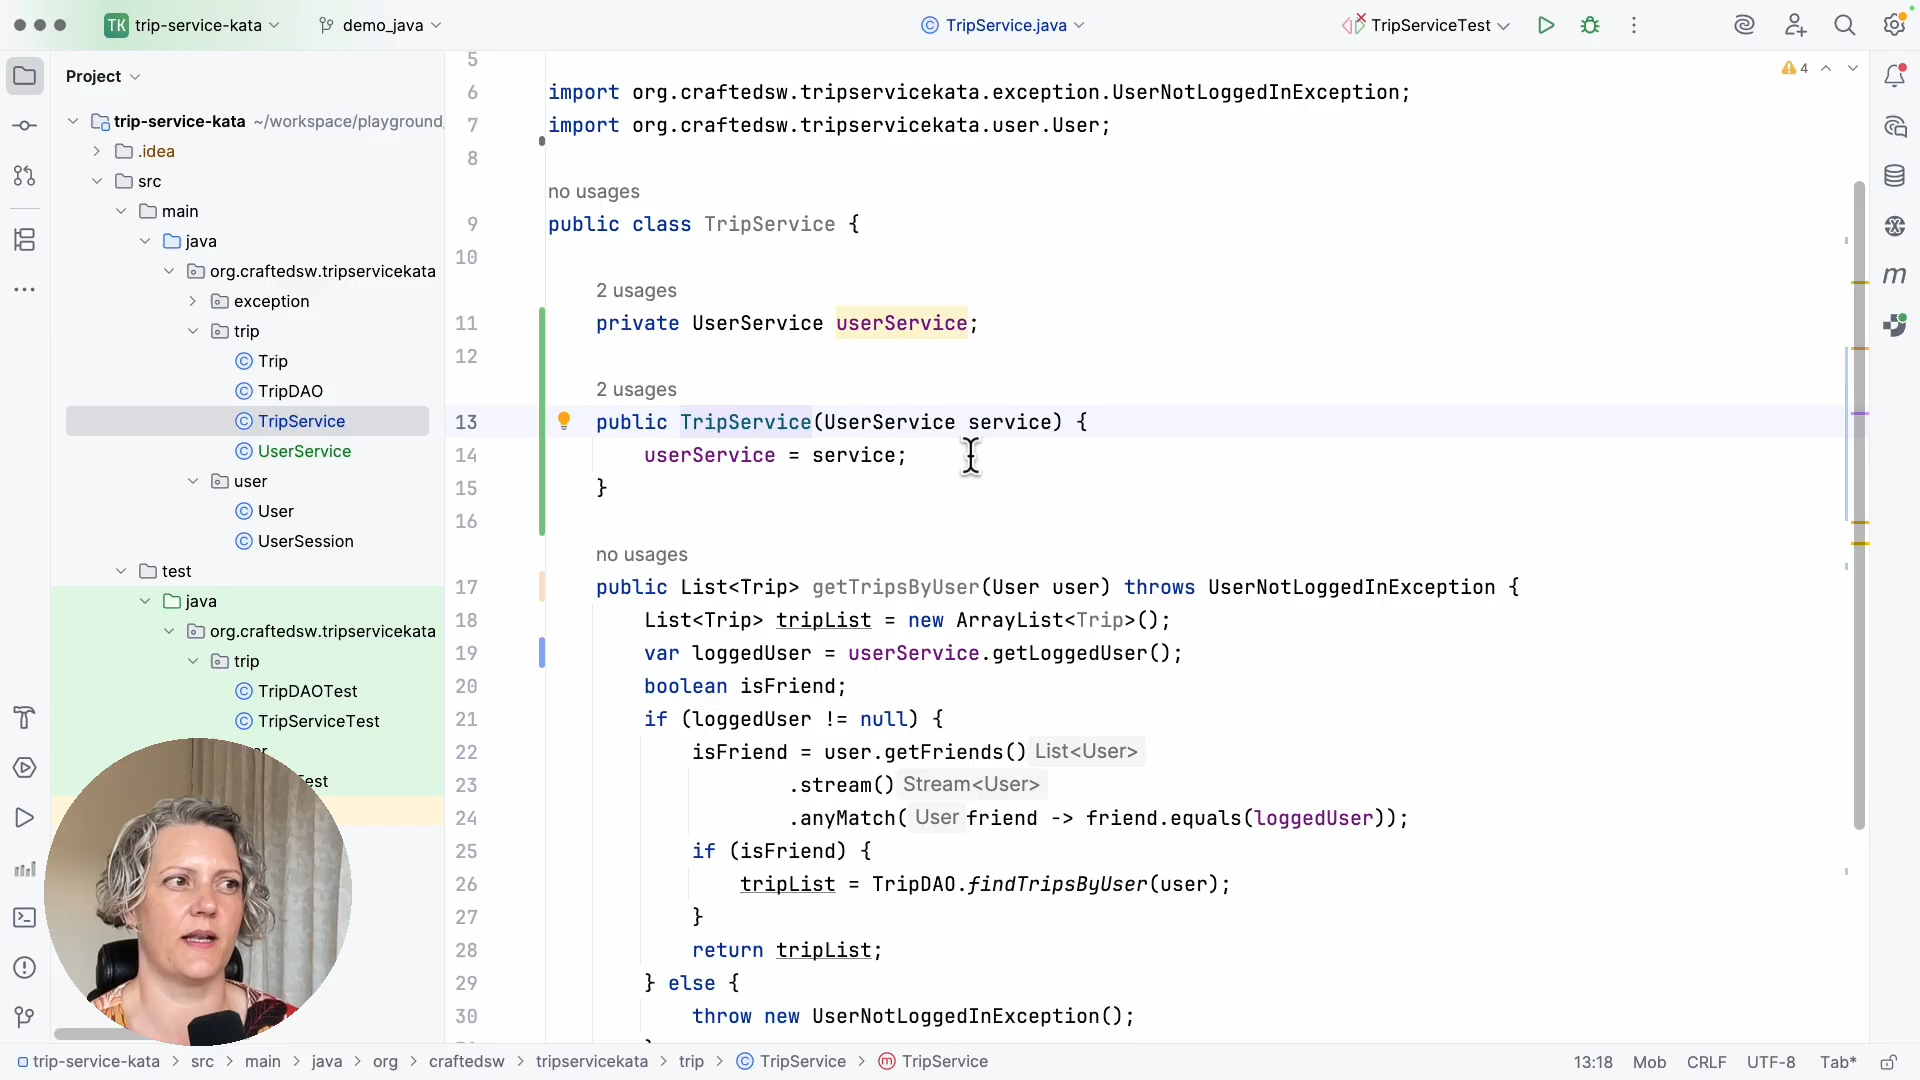 TK trip-service-kata demo_java TripService.java TripServiceTest
Project
trip-service-kata ~/workspace/playground
.idea
src
main
java
org.craftedsw.tripservicekata
exception
trip
Trip
TripDAO
TripService
UserService
user
User
UserSession
test
java
org.craftedsw.tripservicekata
trip
TripDAOTest
TripServiceTest
5
4
6 import org.craftedsw.tripservicekata.exception.UserNotLoggedInException;
7 import org.craftedsw.tripservicekata.user.User;
8
no usages
9 public class TripService {
10
2 usages
11 private UserService userService;
12
2 usages
13 public TripService(UserService service) {
14 userService = service;
15 }
16
no usages
17 public List<Trip> getTripsByUser(User user) throws UserNotLoggedInException {
18 List<Trip> tripList = new ArrayList<Trip>();
19 var loggedUser = userService.getLoggedUser();
20 boolean isFriend;
21 if (loggedUser != null) {
22 isFriend = user.getFriends() List<User>
23 .stream() Stream<User>
24 .anyMatch( User friend -> friend.equals(loggedUser));
25 if (isFriend) {
26 tripList = TripDAO.findTripsByUser(user);
27 }
28 return tripList;
29 } else {
30 throw new UserNotLoggedInException();
trip-service-kata > src > main > java > org > craftedsw > tripservicekata > trip > TripService > TripService 13:18 Mob CRLF UTF-8 Tab*